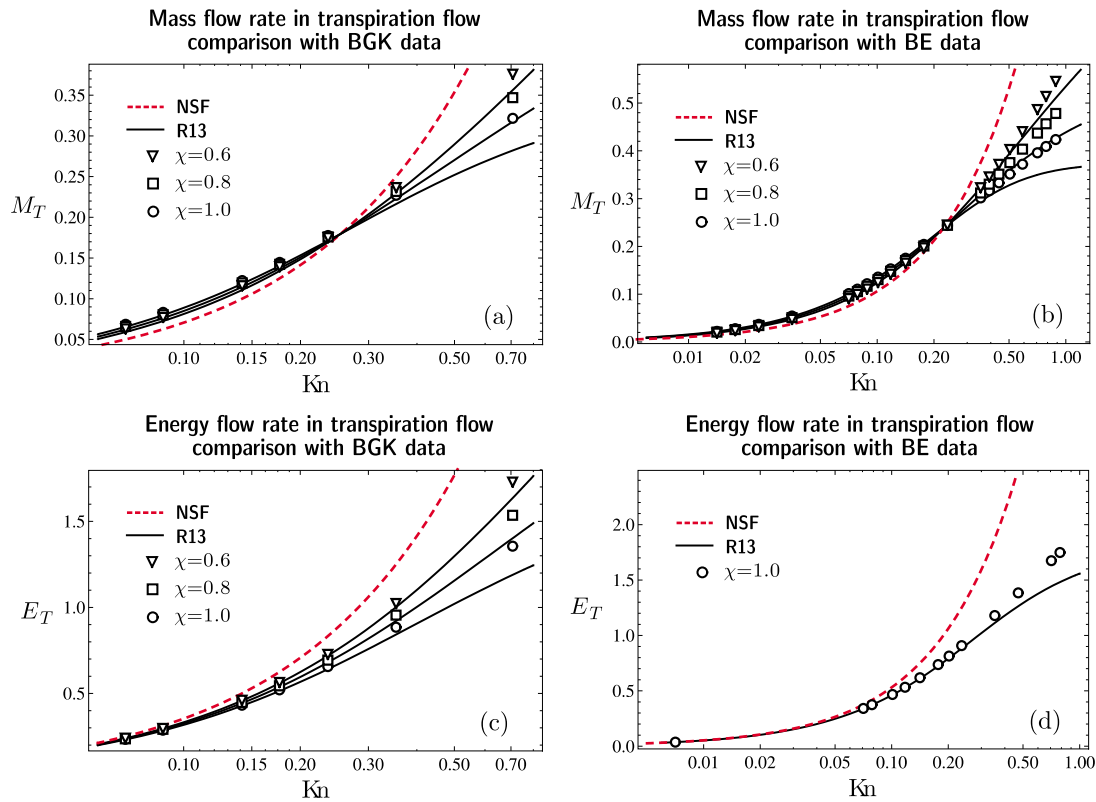 Mass flow rate in transpiration flow
comparison with BGK data
M_T
0.35
0.30
0.25
0.20
0.15
0.10
0.05
NSF
R13
χ=0.6
χ=0.8
χ=1.0
(a)
0.10
0.15
0.20
0.30
0.50
0.70
Kn
Mass flow rate in transpiration flow
comparison with BE data
M_T
0.5
0.4
0.3
0.2
0.1
0.0
NSF
R13
χ=0.6
χ=0.8
χ=1.0
(b)
0.01
0.02
0.05
0.10
0.20
0.50
1.00
Kn
Energy flow rate in transpiration flow
comparison with BGK data
E_T
1.5
1.0
0.5
NSF
R13
χ=0.6
χ=0.8
χ=1.0
(c)
0.10
0.15
0.20
0.30
0.50
0.70
Kn
Energy flow rate in transpiration flow
comparison with BE data
E_T
2.0
1.5
1.0
0.5
0.0
NSF
R13
χ=1.0
(d)
0.01
0.02
0.05
0.10
0.20
0.50
1.00
Kn